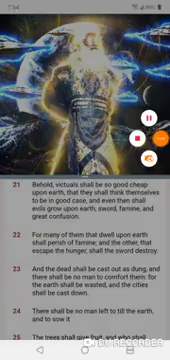 7:54
21 Behold, victuals shall be so good cheap
upon earth, that they shall think themselves
to be in good case, and even then shall
evils grow upon earth, sword, famine, and
great confusion.
22 For many of them that dwell upon earth
shall perish of famine; and the other, that
escape the hunger, shall the sword destroy.
23 And the dead shall be cast out as dung, and
there shall be no man to comfort them: for
the earth shall be wasted, and the cities
shall be cast down.
24 There shall be no man left to till the earth,
and to sow it
25 The trees shall give fruit, and who shall
DU RECORDER